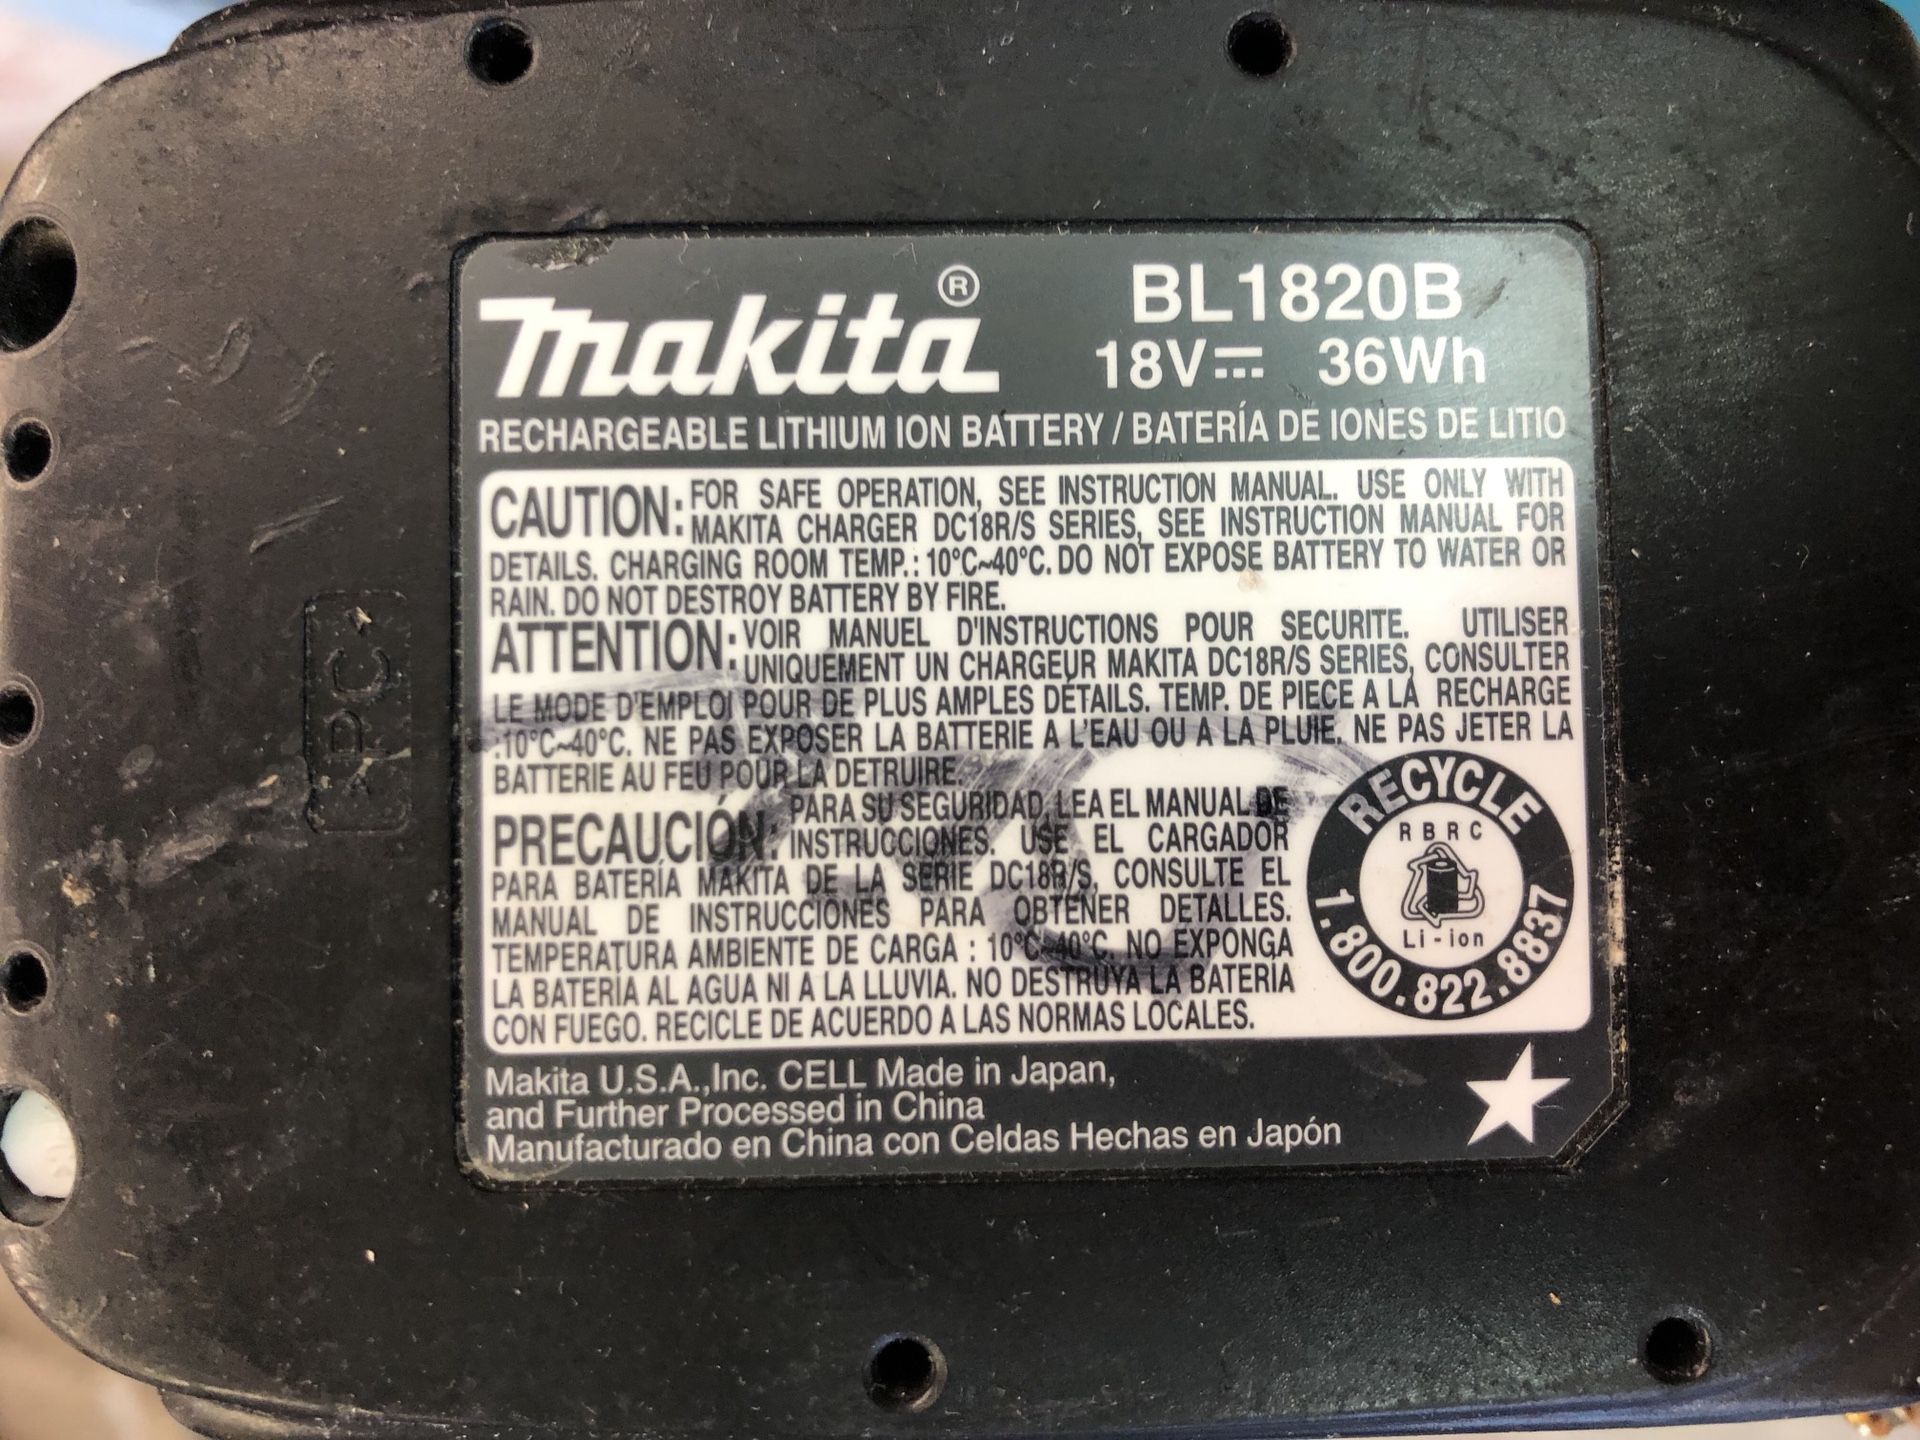 makita®
BL1820B
18V⎓ 36Wh
RECHARGEABLE LITHIUM ION BATTERY / BATERÍA DE IONES DE LITIO
CAUTION: FOR SAFE OPERATION, SEE INSTRUCTION MANUAL. USE ONLY WITH
MAKITA CHARGER DC18R/S SERIES, SEE INSTRUCTION MANUAL FOR
DETAILS. CHARGING ROOM TEMP.: 10°C~40°C. DO NOT EXPOSE BATTERY TO WATER OR
RAIN. DO NOT DESTROY BATTERY BY FIRE.
ATTENTION: VOIR MANUEL D'INSTRUCTIONS POUR SECURITE. UTILISER
UNIQUEMENT UN CHARGEUR MAKITA DC18R/S SERIES, CONSULTER
LE MODE D'EMPLOI POUR DE PLUS AMPLES DÉTAILS. TEMP. DE PIECE A LA RECHARGE
:10°C~40°C. NE PAS EXPOSER LA BATTERIE A L'EAU OU A LA PLUIE. NE PAS JETER LA
BATTERIE AU FEU POUR LA DETRUIRE.
PRECAUCIÓN: PARA SU SEGURIDAD LEA EL MANUAL DE
INSTRUCCIONES. USE EL CARGADOR
PARA BATERÍA MAKITA DE LA SERIE DC18R/S, CONSULTE EL
MANUAL DE INSTRUCCIONES PARA OBTENER DETALLES.
TEMPERATURA AMBIENTE DE CARGA : 10°C~40°C. NO EXPONGA
LA BATERÍA AL AGUA NI A LA LLUVIA. NO DESTRUYA LA BATERÍA
CON FUEGO. RECICLE DE ACUERDO A LAS NORMAS LOCALES.
RECYCLE
RBRC
Li-ion
1.800.822.8837
Makita U.S.A.,Inc. CELL Made in Japan,
and Further Processed in China
Manufacturado en China con Celdas Hechas en Japón
>PC<